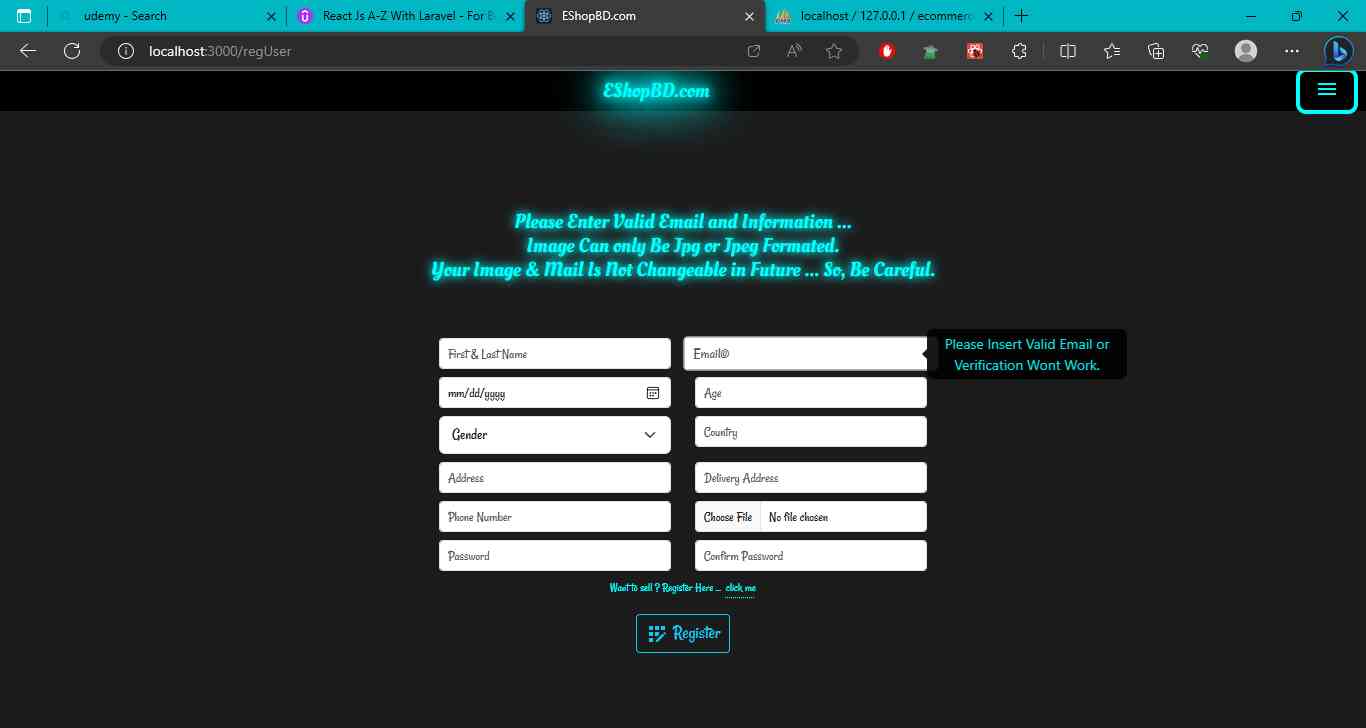 udemy - Search
React Js A-Z With Laravel - For B
EShopBD.com
localhost / 127.0.0.1 / ecommerc
localhost:3000/regUser
EShopBD.com
Please Enter Valid Email and Information ...
Image Can only Be Jpg or Jpeg Formated.
Your Image & Mail Is Not Changeable in Future ... So, Be Careful.
First & Last Name
Email@
Please Insert Valid Email or
Verification Wont Work.
mm/dd/yyyy
Age
Gender
Country
Address
Delivery Address
Phone Number
Choose File No file chosen
Password
Confirm Password
Want to sell ? Register Here ... click me
Register